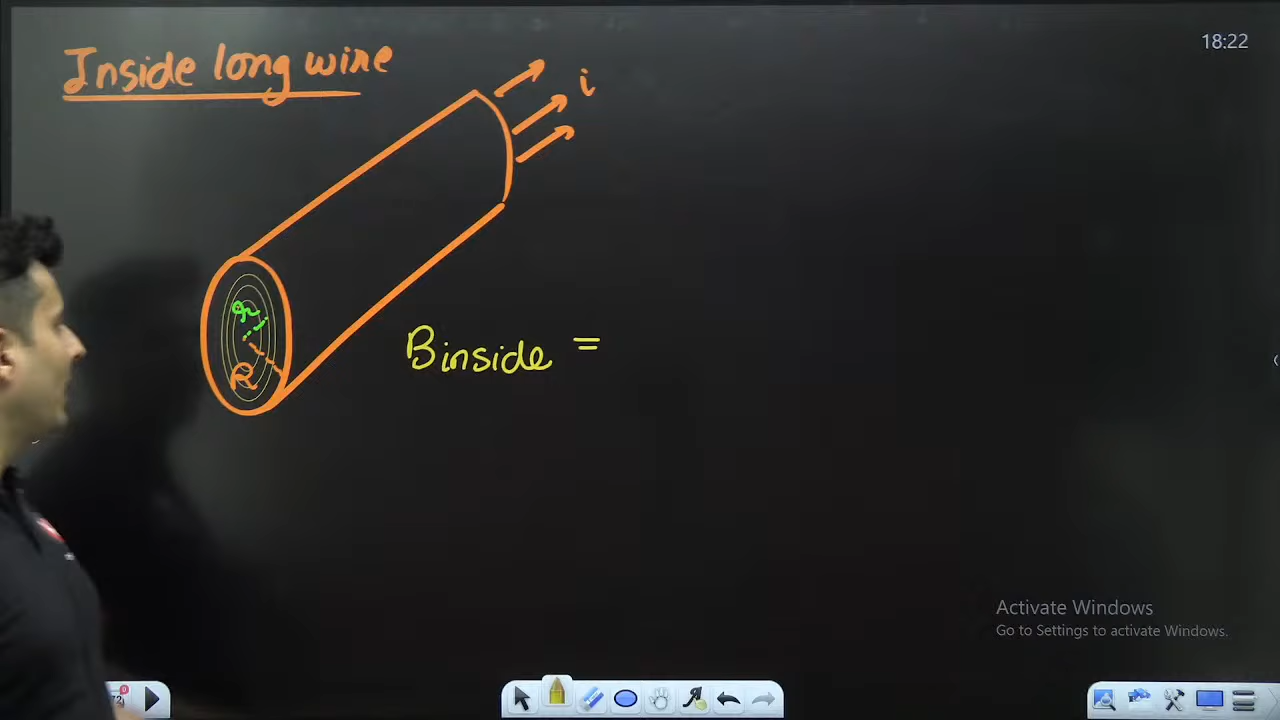 Inside long wire
18:22
i
r
R
Binside =
Activate Windows
Go to Settings to activate Windows.